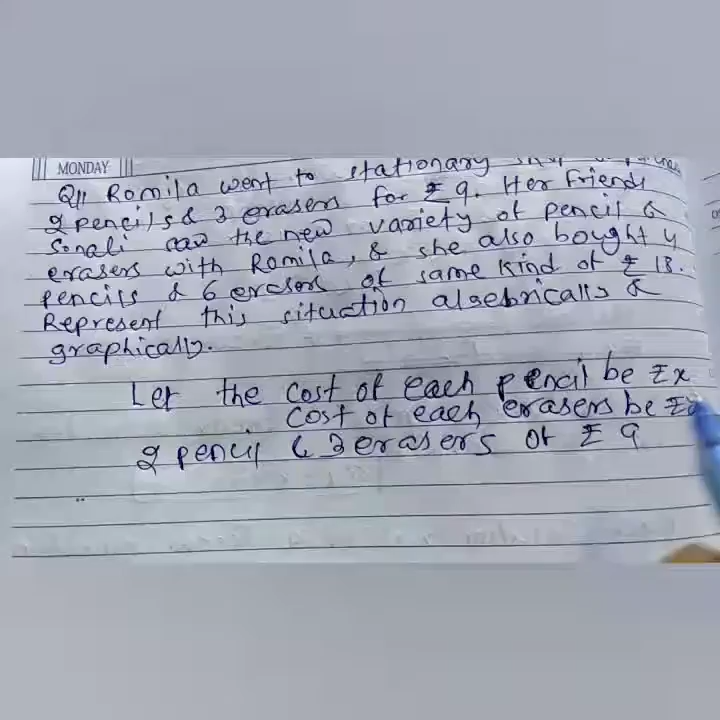 MONDAY
Q11 Romila went to stationary
2 pencils & 3 erasers for ₹ 9. Her friend
Sonali saw the new variety of pencil &
erasers with Romila, & she also bought 4
pencils & 6 erasers of same kind of ₹ 18.
Represent this situation algebrically &
graphically.
Let the cost of each pencil be ₹x
cost of each erasers be
2 pencil & 3 erasers of ₹ 9